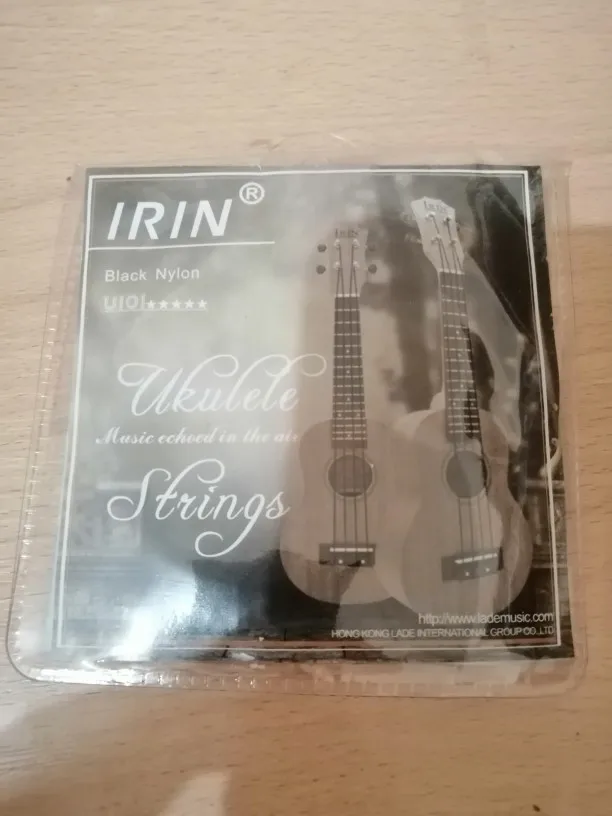 IRIN®
Black Nylon
U101★★★★★
Ukulele
Music echoed in the air
Strings
http://www.lademusic.com
HONG KONG LADE INTERNATIONAL GROUP CO.,LTD